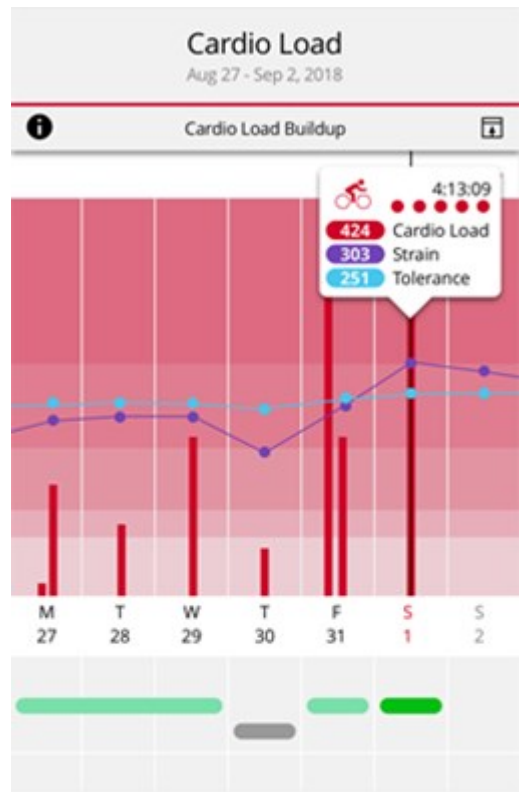 Cardio Load
Aug 27 - Sep 2, 2018
Cardio Load Buildup
4:13:09
424 Cardio Load
303 Strain
251 Tolerance
M T W T F S S
27 28 29 30 31 1 2